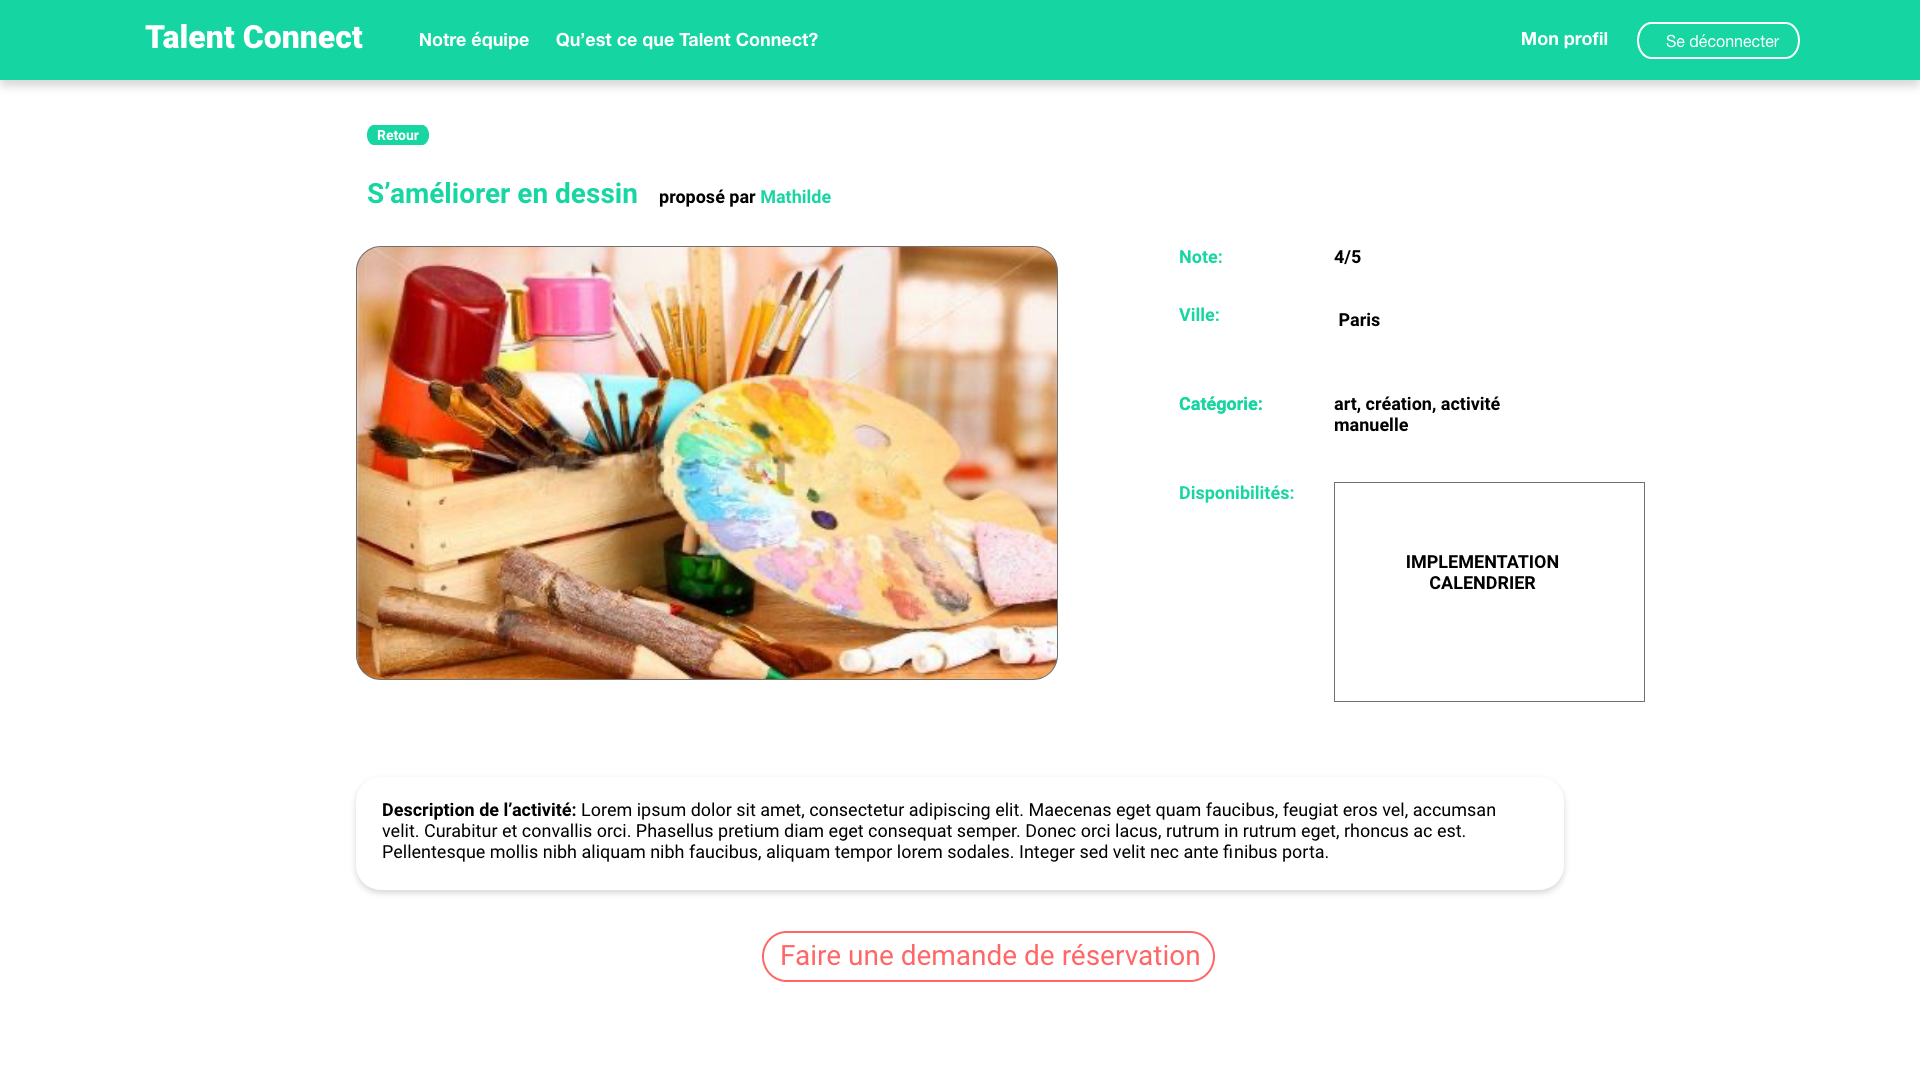 Talent Connect
Notre équipe
Qu’est ce que Talent Connect?
Mon profil
Se déconnecter
Retour
S’améliorer en dessin
proposé par Mathilde
Note:
4/5
Ville:
Paris
Catégorie:
art, création, activité
manuelle
Disponibilités:
IMPLEMENTATION
CALENDRIER
Description de l’activité: Lorem ipsum dolor sit amet, consectetur adipiscing elit. Maecenas eget quam faucibus, feugiat eros vel, accumsan
velit. Curabitur et convallis orci. Phasellus pretium diam eget consequat semper. Donec orci lacus, rutrum in rutrum eget, rhoncus ac est.
Pellentesque mollis nibh aliquam nibh faucibus, aliquam tempor lorem sodales. Integer sed velit nec ante finibus porta.
Faire une demande de réservation